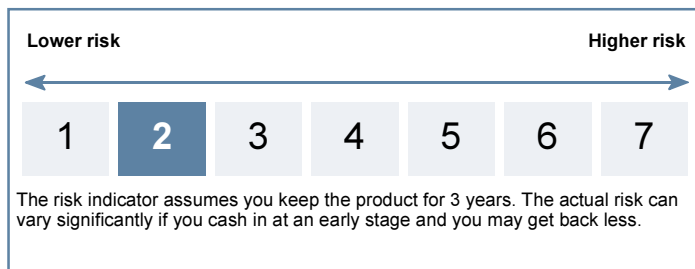 Lower risk Higher risk
1 2 3 4 5 6 7
The risk indicator assumes you keep the product for 3 years. The actual risk can
vary significantly if you cash in at an early stage and you may get back less.